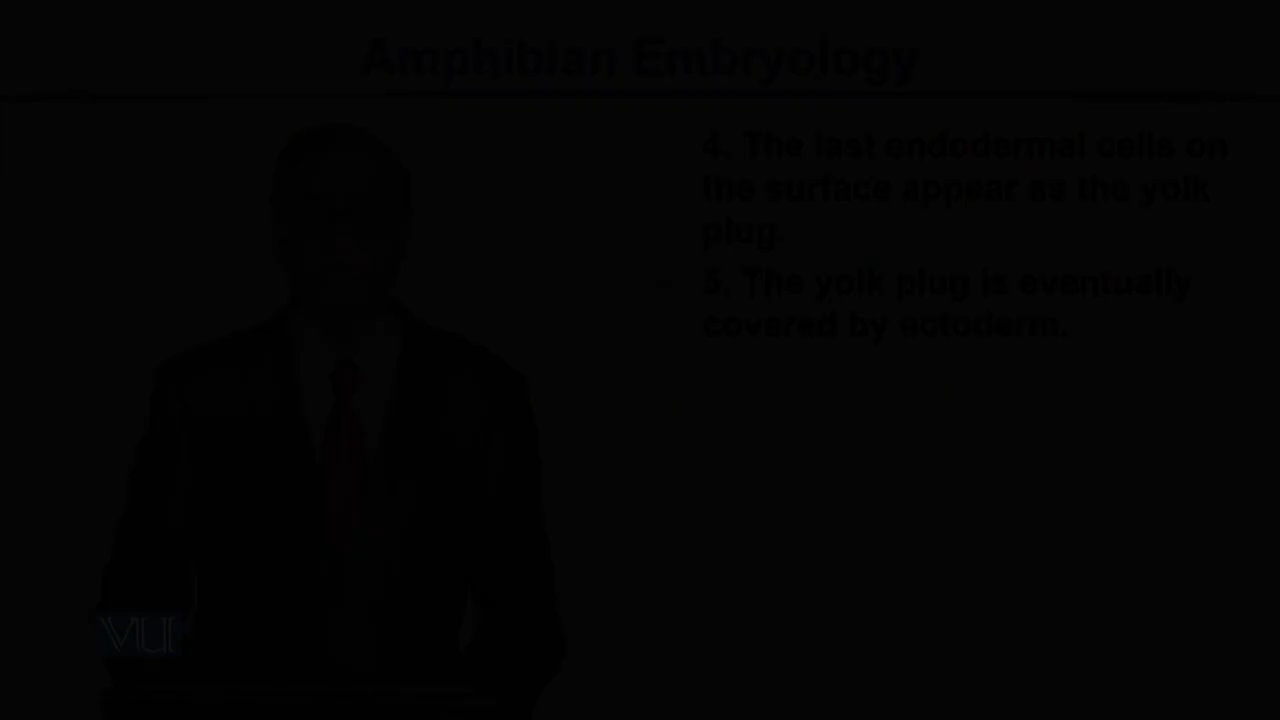 Amphibian Embryology
4. The last endodermal cells on
the surface appear as the yolk
plug.
5. The yolk plug is eventually
covered by ectoderm.
VU